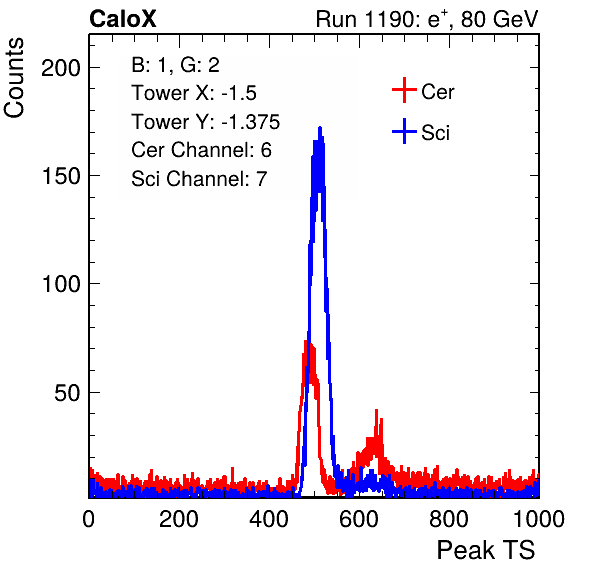 CaloX Run 1190: e⁺, 80 GeV
Counts
B: 1, G: 2
Tower X: -1.5
Tower Y: -1.375
Cer Channel: 6
Sci Channel: 7
Cer
Sci
200
150
100
50
0 200 400 600 800 1000
Peak TS